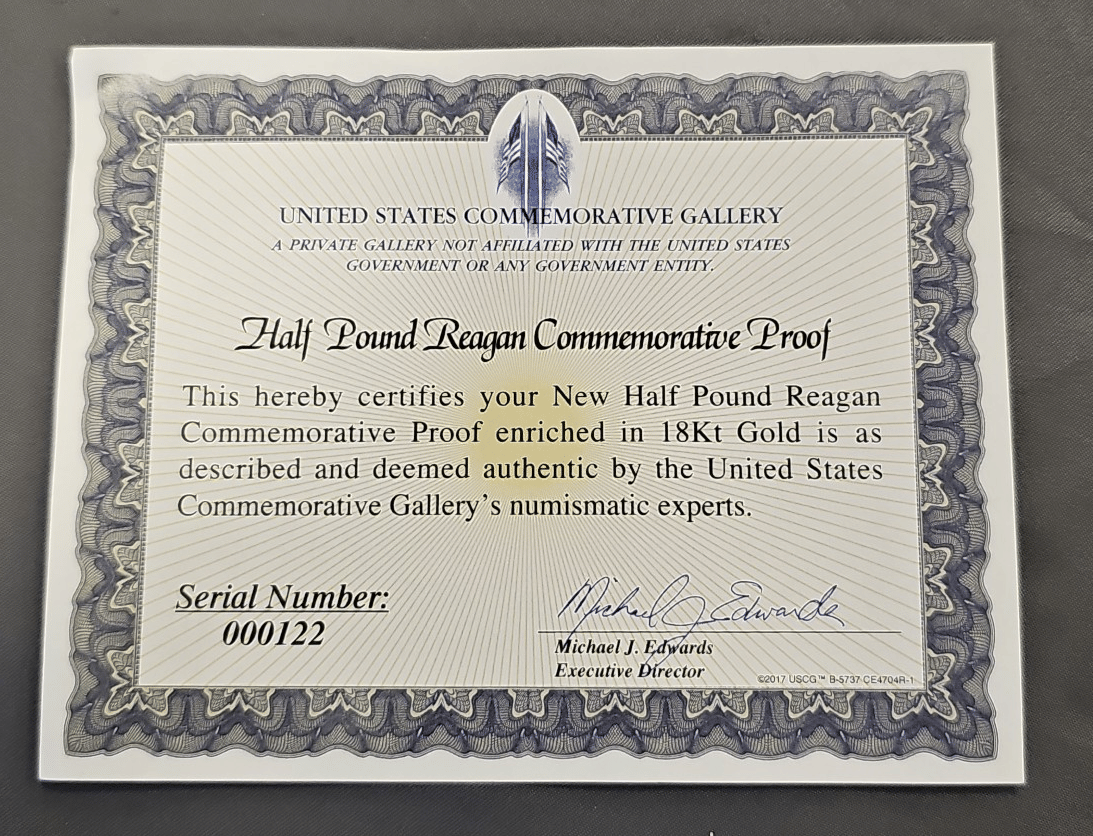 UNITED STATES COMMEMORATIVE GALLERY
A PRIVATE GALLERY NOT AFFILIATED WITH THE UNITED STATES
GOVERNMENT OR ANY GOVERNMENT ENTITY.
Half Pound Reagan Commemorative Proof
This hereby certifies your New Half Pound Reagan
Commemorative Proof enriched in 18Kt Gold is as
described and deemed authentic by the United States
Commemorative Gallery's numismatic experts.
Serial Number:
000122
Michael J. Edwards
Michael J. Edwards
Executive Director
©2017 USCG™ B-5737 CE4704R-1